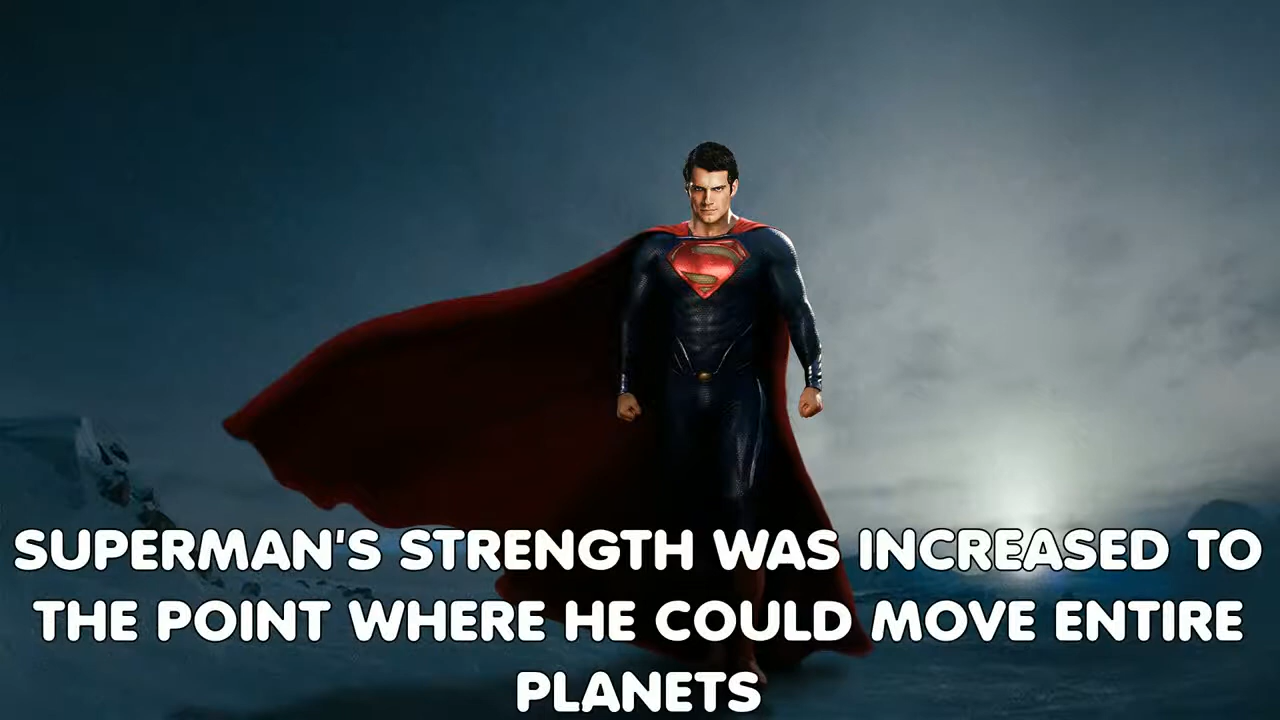 SUPERMAN'S STRENGTH WAS INCREASED TO
THE POINT WHERE HE COULD MOVE ENTIRE
PLANETS